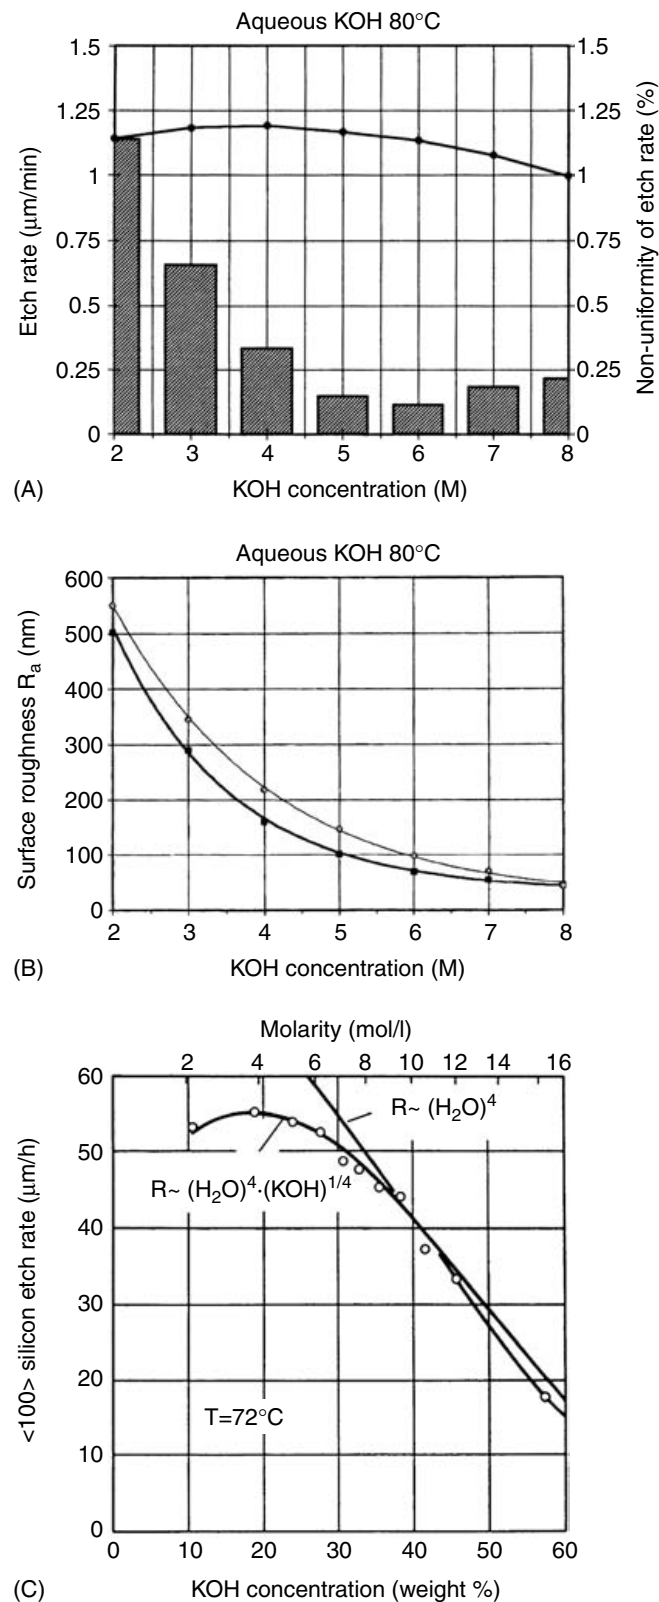 Aqueous KOH 80°C
1.5
1.25
1
0.75
0.5
0.25
0
Etch rate (μm/min)
1.5
1.25
1
0.75
0.5
0.25
0
Non-uniformity of etch rate (%)
2 3 4 5 6 7 8
(A)
KOH concentration (M)
Aqueous KOH 80°C
600
500
400
300
200
100
0
Surface roughness Ra (nm)
2 3 4 5 6 7 8
(B)
KOH concentration (M)
Molarity (mol/l)
2 4 6 8 10 12 16
60
50
40
30
20
10
0
<100> silicon etch rate (μm/h)
R~ (H2O)4
R~ (H2O)4·(KOH)1/4
T=72°C
0 10 20 30 40 50 60
(C)
KOH concentration (weight %)